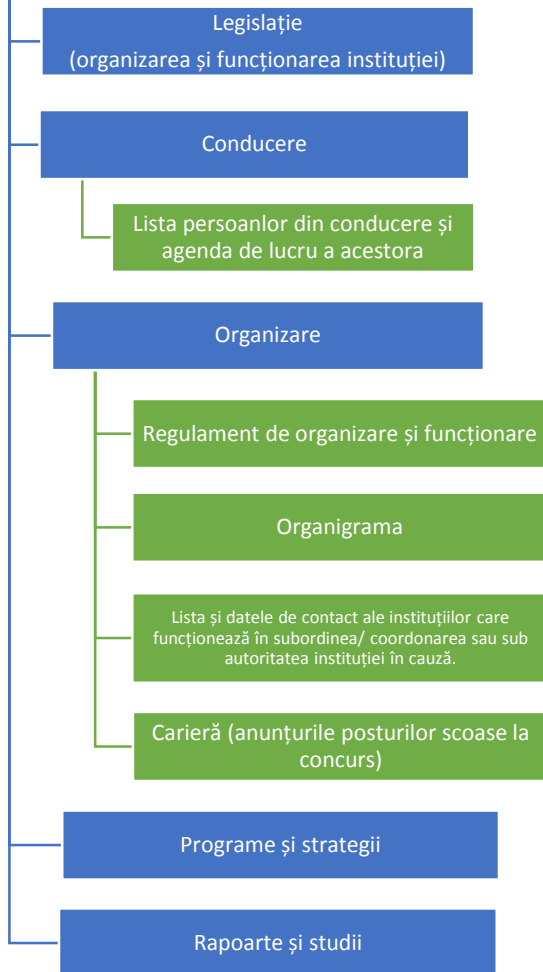 Legislație
(organizarea și funcționarea instituției)
Conducere
Lista persoanlor din conducere și
agenda de lucru a acestora
Organizare
Regulament de organizare și funcționare
Organigrama
Lista și datele de contact ale instituțiilor care
funcționează în subordinea/ coordonarea sau sub
autoritatea instituției în cauză.
Carieră (anunțurile posturilor scoase la
concurs)
Programe și strategii
Rapoarte și studii